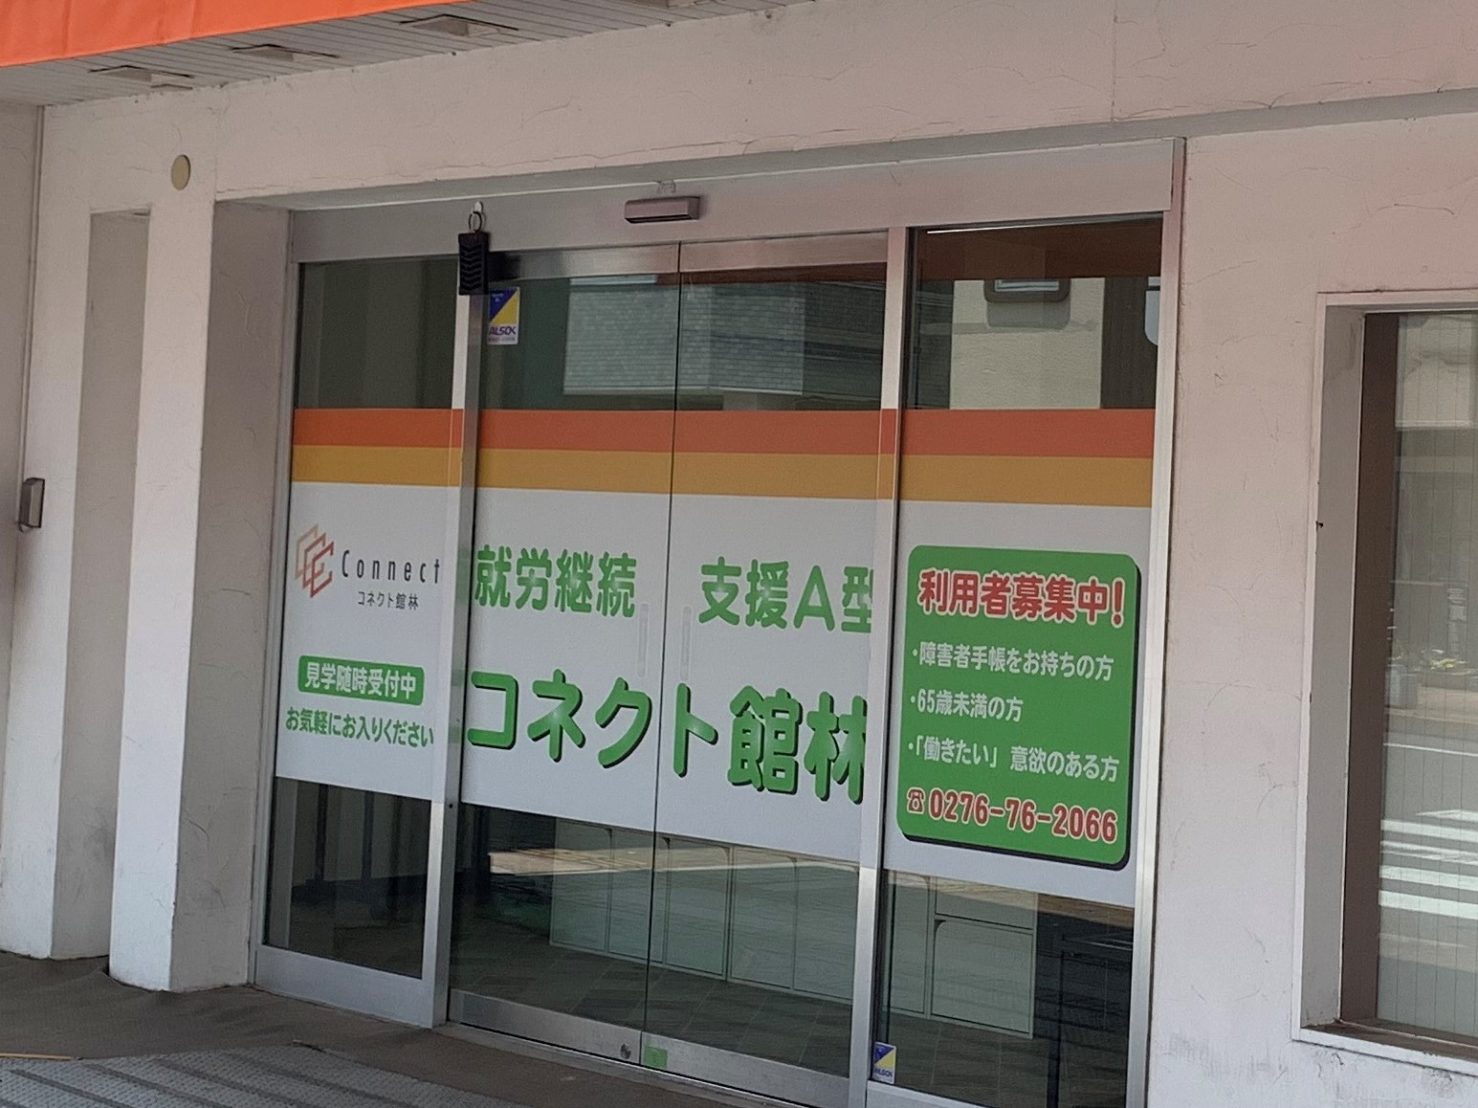 ALSOK
Connect
コネクト館林
見学随時受付中
お気軽にお入りください
就労継続 支援A型
コネクト館林
利用者募集中!
・障害者手帳をお持ちの方
・65歳未満の方
・「働きたい」意欲のある方
☎0276-76-2066
ALSOK